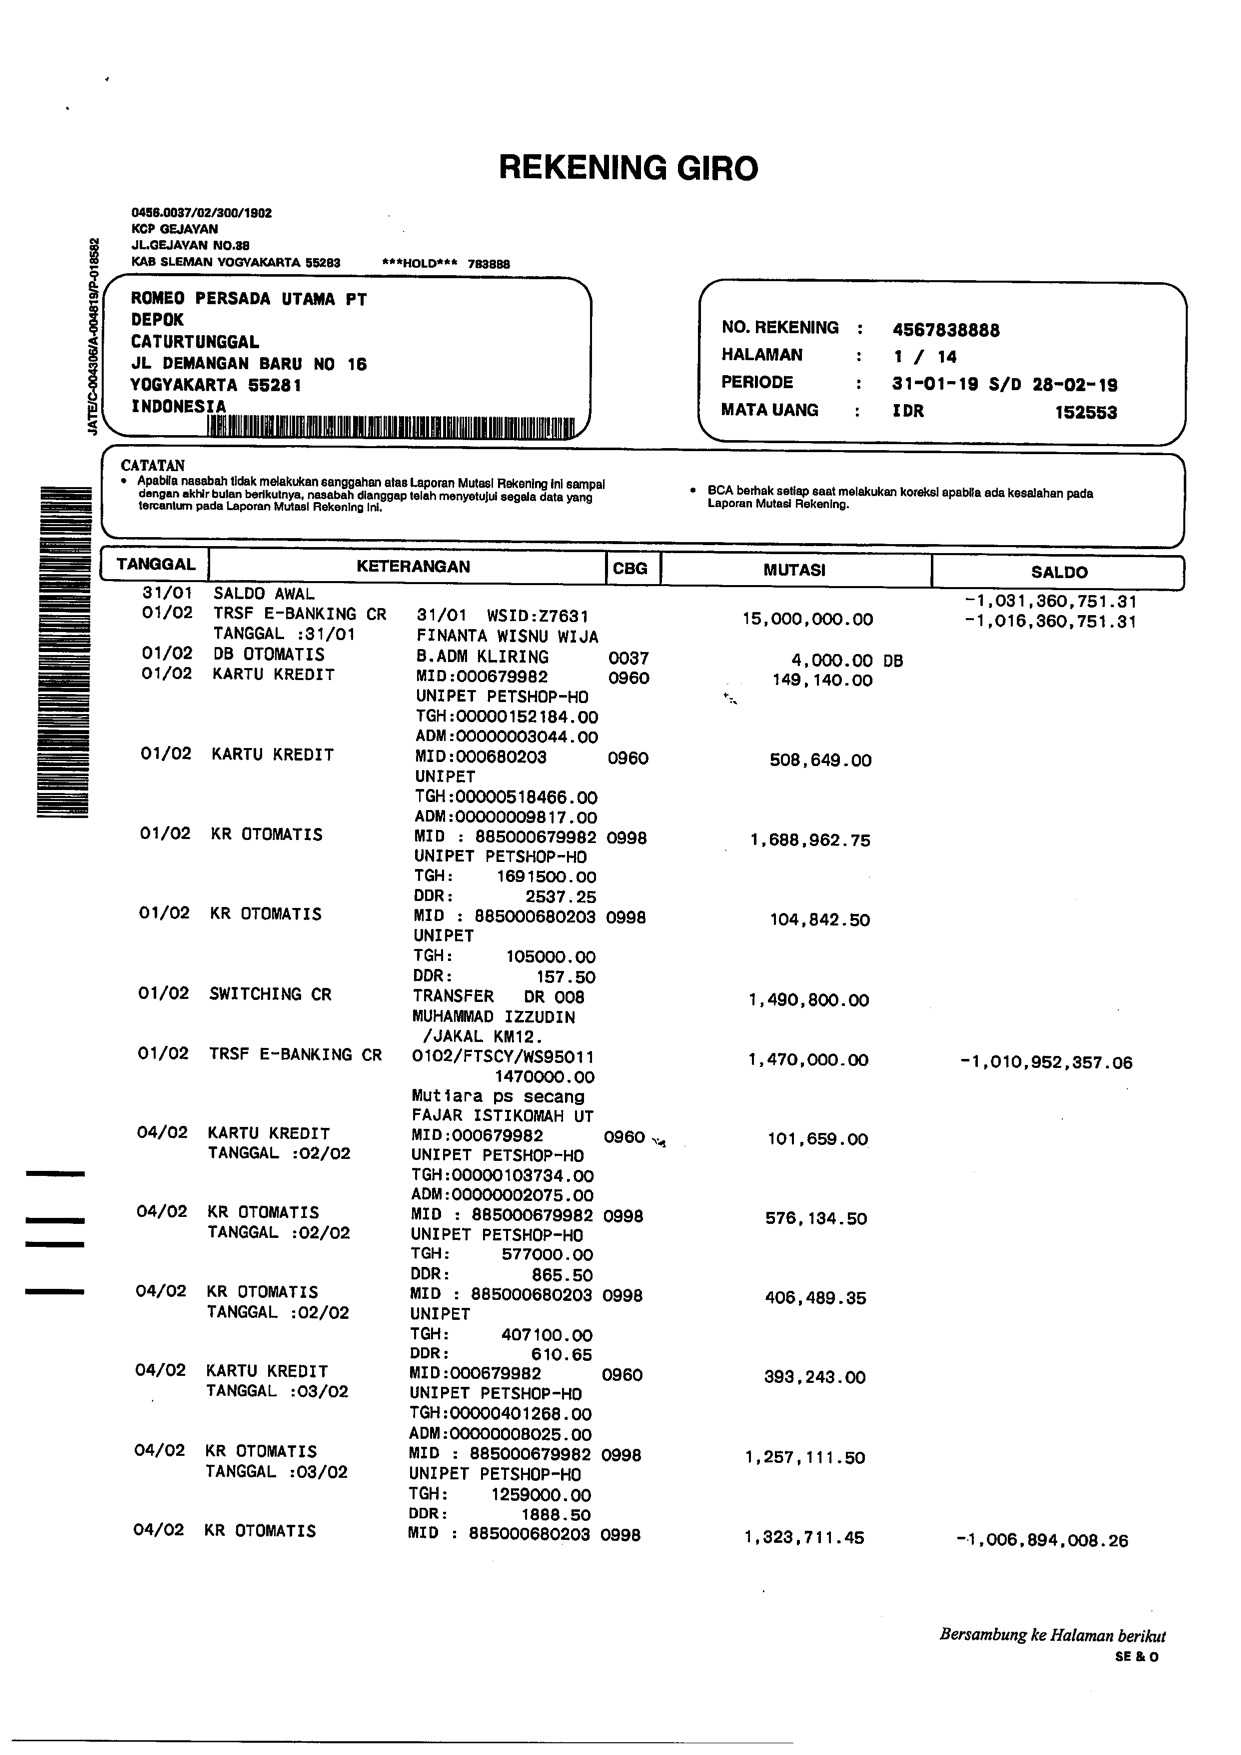 REKENING GIRO
0456.0037/02/300/1902
KCP GEJAYAN
JL.GEJAYAN NO.38
KAB SLEMAN YOGYAKARTA 55283 ***HOLD*** 783888
JATE/C-004306/A-004819/P-018582
ROMEO PERSADA UTAMA PT
DEPOK
CATURTUNGGAL
JL DEMANGAN BARU NO 16
YOGYAKARTA 55281
INDONESIA
NO. REKENING : 4567838888
HALAMAN : 1 / 14
PERIODE : 31-01-19 S/D 28-02-19
MATA UANG : IDR 152553
CATATAN
• Apabila nasabah tidak melakukan sanggahan atas Laporan Mutasi Rekening ini sampai
dengan akhir bulan berikutnya, nasabah dianggap telah menyetujui segala data yang
tercantum pada Laporan Mutasi Rekening ini.
• BCA berhak setiap saat melakukan koreksi apabila ada kesalahan pada
Laporan Mutasi Rekening.
TANGGAL KETERANGAN CBG MUTASI SALDO
31/01 SALDO AWAL -1,031,360,751.31
01/02 TRSF E-BANKING CR 31/01 WSID:Z7631 15,000,000.00 -1,016,360,751.31
TANGGAL :31/01 FINANTA WISNU WIJA
01/02 DB OTOMATIS B.ADM KLIRING 0037 4,000.00 DB
01/02 KARTU KREDIT MID:000679982 0960 149,140.00
UNIPET PETSHOP-HO
TGH:00000152184.00
ADM:00000003044.00
01/02 KARTU KREDIT MID:000680203 0960 508,649.00
UNIPET
TGH:00000518466.00
ADM:00000009817.00
01/02 KR OTOMATIS MID : 885000679982 0998 1,688,962.75
UNIPET PETSHOP-HO
TGH: 1691500.00
DDR: 2537.25
01/02 KR OTOMATIS MID : 885000680203 0998 104,842.50
UNIPET
TGH: 105000.00
DDR: 157.50
01/02 SWITCHING CR TRANSFER DR 008 1,490,800.00
MUHAMMAD IZZUDIN
/JAKAL KM12.
01/02 TRSF E-BANKING CR 0102/FTSCY/WS95011 1,470,000.00 -1,010,952,357.06
1470000.00
Mutiara ps secang
FAJAR ISTIKOMAH UT
04/02 KARTU KREDIT MID:000679982 0960 101,659.00
TANGGAL :02/02 UNIPET PETSHOP-HO
TGH:00000103734.00
ADM:00000002075.00
04/02 KR OTOMATIS MID : 885000679982 0998 576,134.50
TANGGAL :02/02 UNIPET PETSHOP-HO
TGH: 577000.00
DDR: 865.50
04/02 KR OTOMATIS MID : 885000680203 0998 406,489.35
TANGGAL :02/02 UNIPET
TGH: 407100.00
DDR: 610.65
04/02 KARTU KREDIT MID:000679982 0960 393,243.00
TANGGAL :03/02 UNIPET PETSHOP-HO
TGH:00000401268.00
ADM:00000008025.00
04/02 KR OTOMATIS MID : 885000679982 0998 1,257,111.50
TANGGAL :03/02 UNIPET PETSHOP-HO
TGH: 1259000.00
DDR: 1888.50
04/02 KR OTOMATIS MID : 885000680203 0998 1,323,711.45 -1,006,894,008.26
Bersambung ke Halaman berikut
SE & O